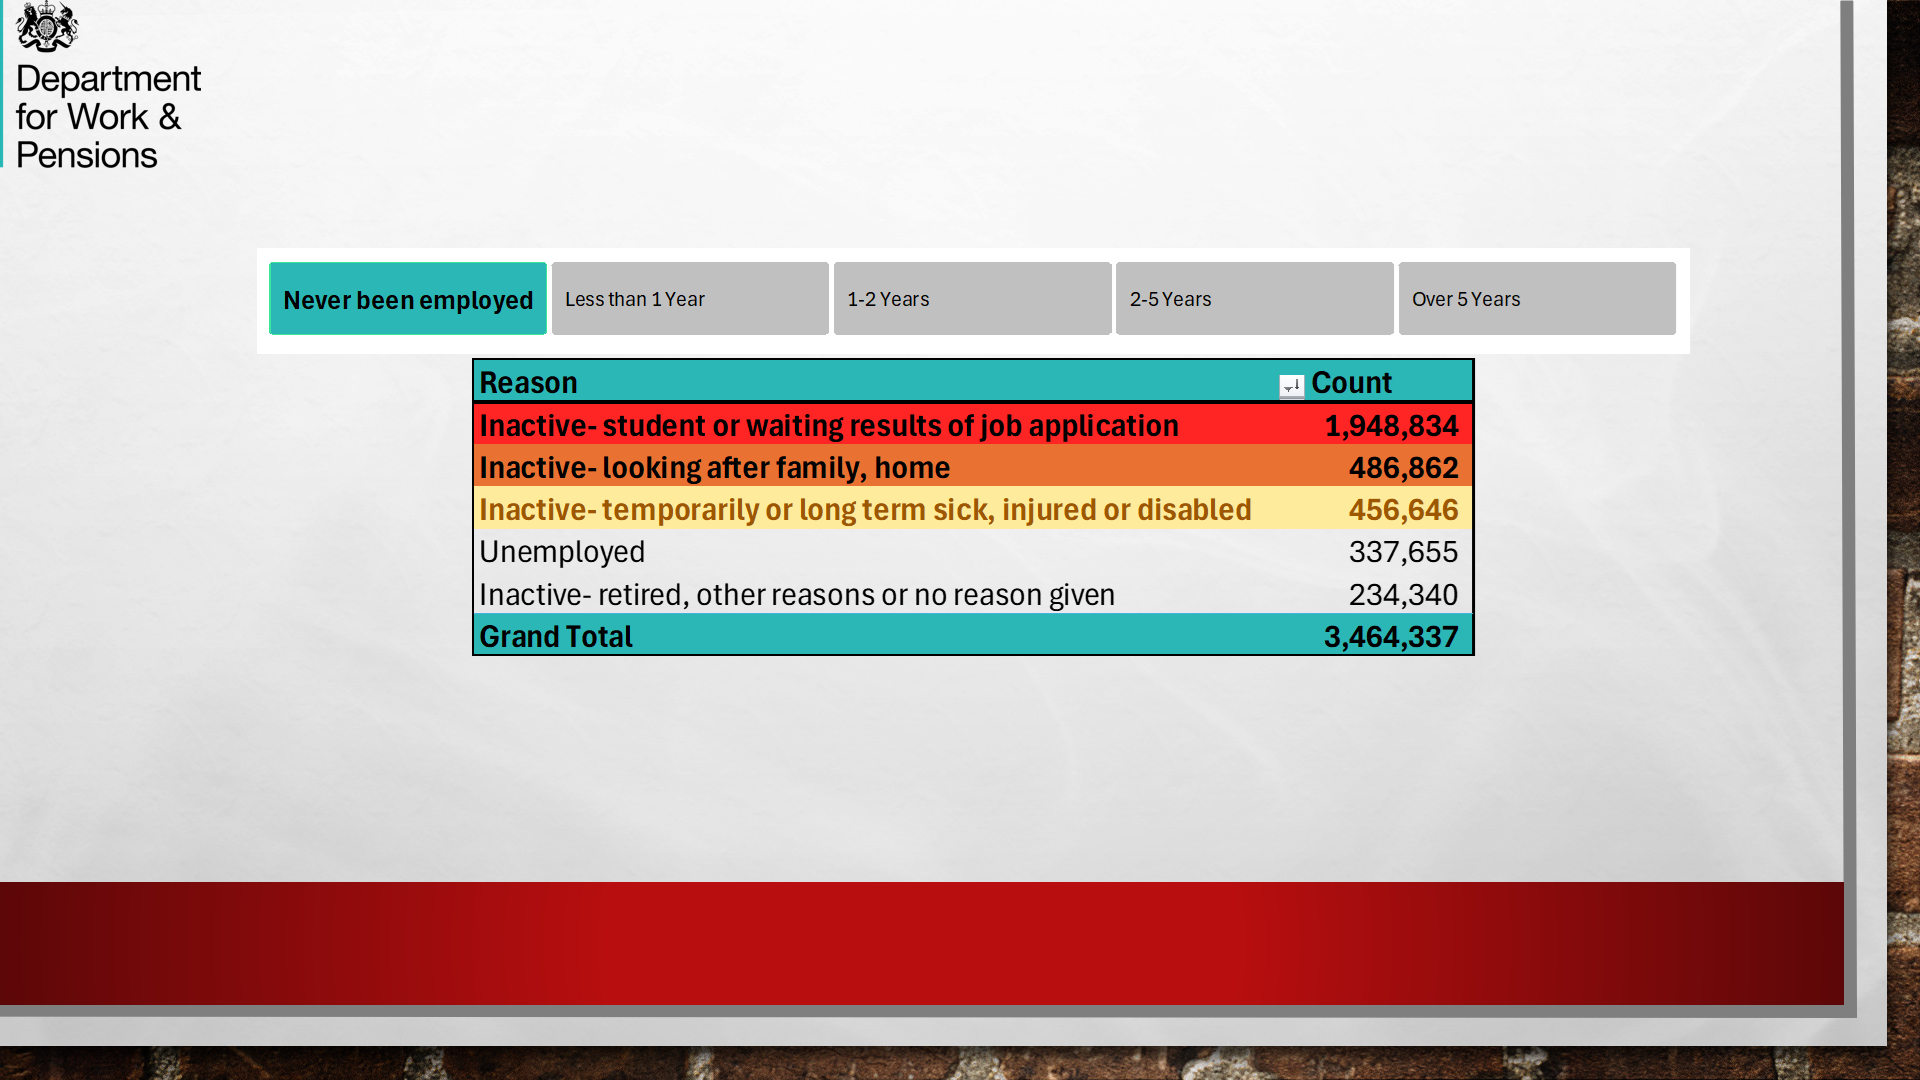 Department
for Work &
Pensions
Never been employed
Less than 1 Year
1-2 Years
2-5 Years
Over 5 Years
Reason Count
Inactive- student or waiting results of job application 1,948,834
Inactive- looking after family, home 486,862
Inactive- temporarily or long term sick, injured or disabled 456,646
Unemployed 337,655
Inactive- retired, other reasons or no reason given 234,340
Grand Total 3,464,337